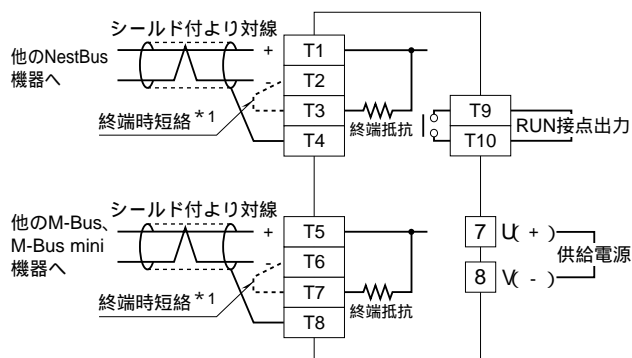 シールド付より対線
他のNestBus
機器へ
+
-
終端時短絡*1
T1
T2
T3
T4
終端抵抗
T9
T10
RUN接点出力
シールド付より対線
他のM-Bus、
M-Bus mini
機器へ
+
-
終端時短絡*1
T5
T6
T7
T8
終端抵抗
7 U( + )
8 V( - )
供給電源